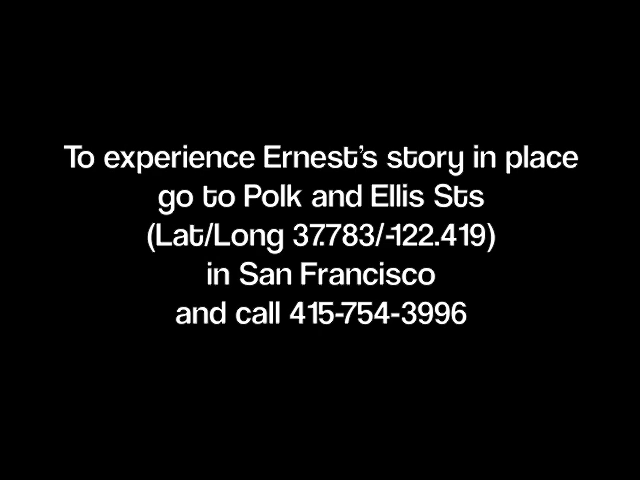 To experience Ernest's story in place
go to Polk and Ellis Sts
(Lat/Long 37.783/-122.419)
in San Francisco
and call 415-754-3996